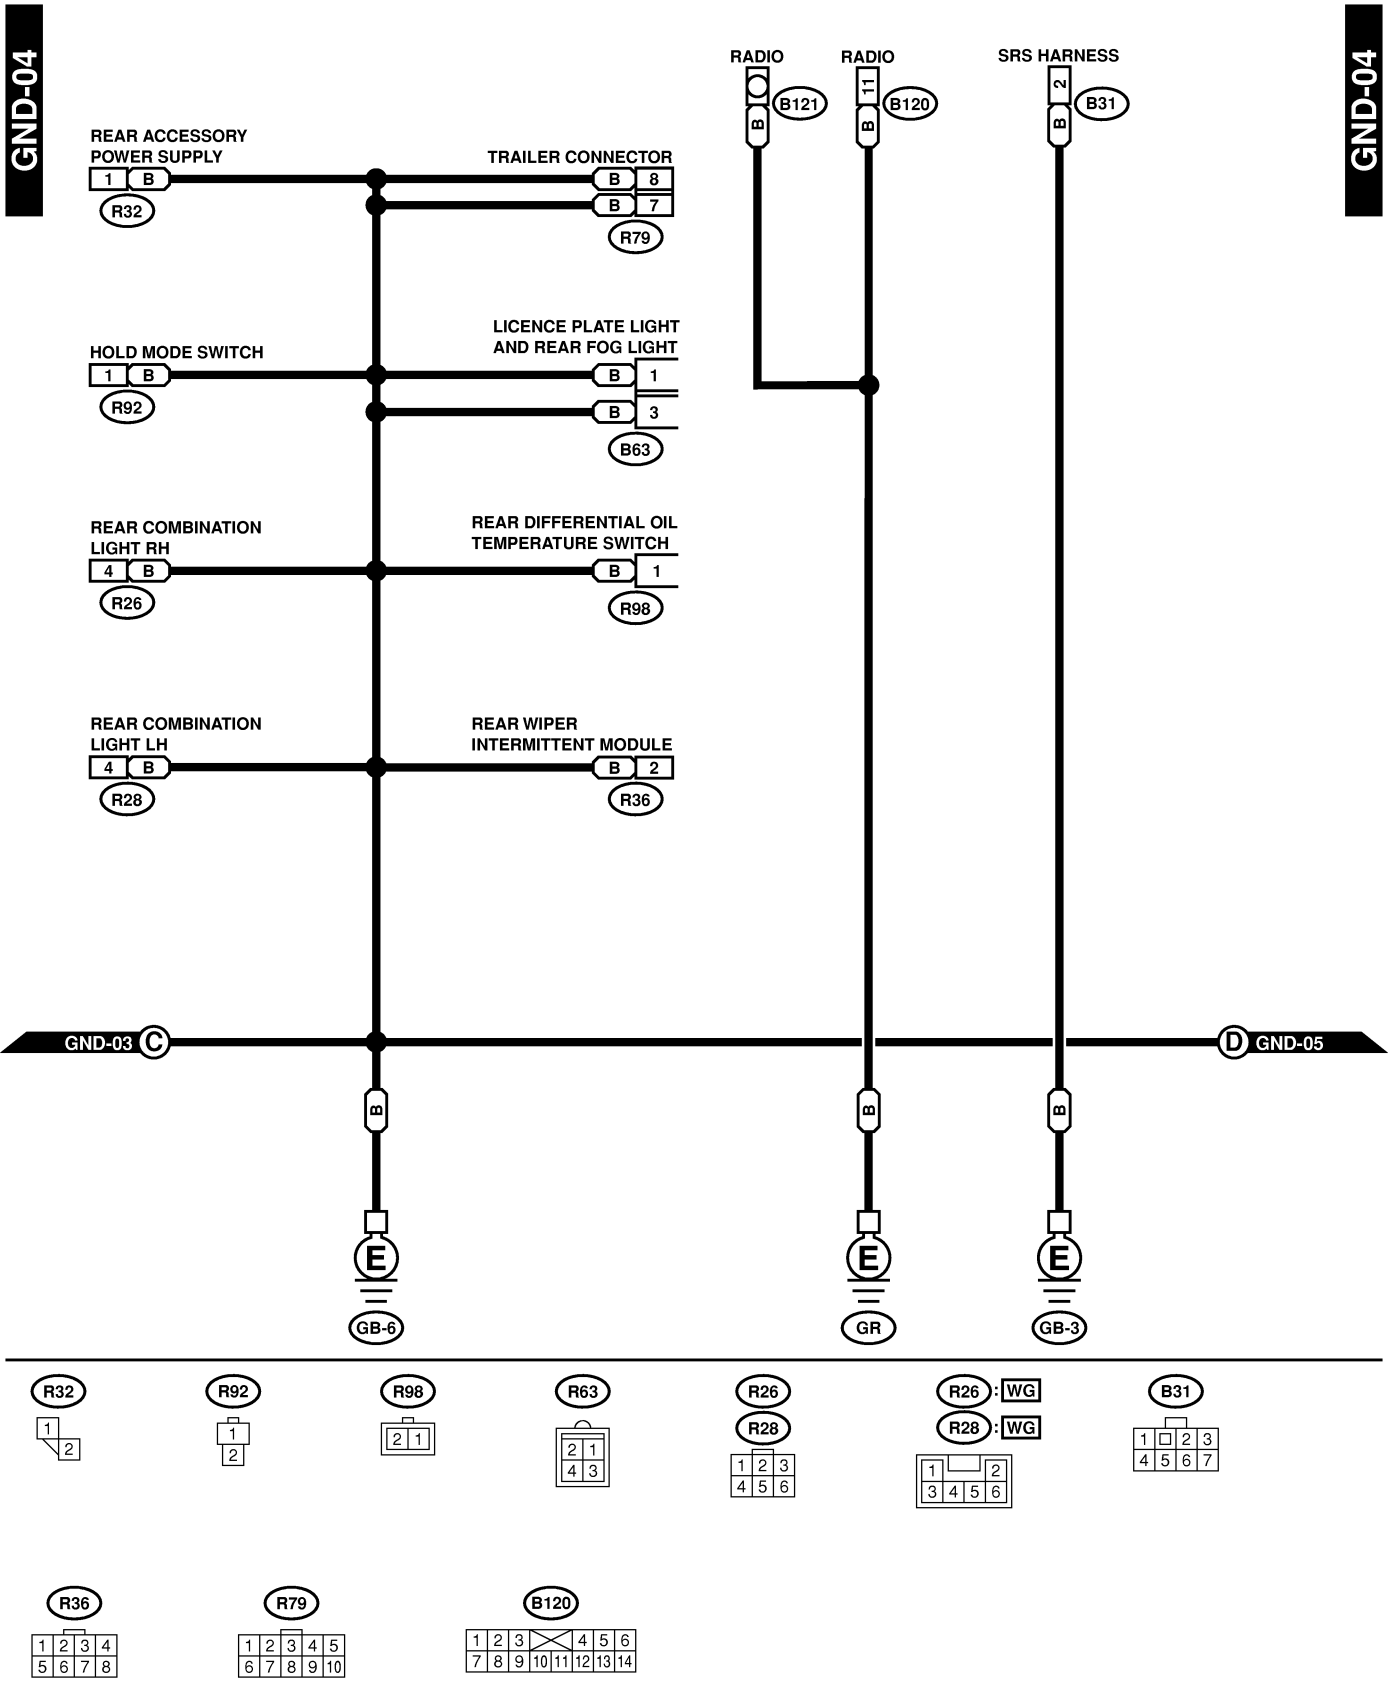 GND-04
GND-04
RADIO
RADIO
SRS HARNESS
B121
11
B120
2
B31
B
B
B
REAR ACCESSORY
POWER SUPPLY
1 B
R32
TRAILER CONNECTOR
B 8
B 7
R79
HOLD MODE SWITCH
1 B
R92
LICENCE PLATE LIGHT
AND REAR FOG LIGHT
B 1
B 3
B63
REAR COMBINATION
LIGHT RH
4 B
R26
REAR DIFFERENTIAL OIL
TEMPERATURE SWITCH
B 1
R98
REAR COMBINATION
LIGHT LH
4 B
R28
REAR WIPER
INTERMITTENT MODULE
B 2
R36
GND-03 C
D GND-05
B
B
B
E
E
E
GB-6
GR
GB-3
R32
1
2
R92
1
2
R98
2 1
R63
2 1
4 3
R26
R28
1 2 3
4 5 6
R26 : WG
R28 : WG
1 2
3 4 5 6
B31
1 2 3
4 5 6 7
R36
1 2 3 4
5 6 7 8
R79
1 2 3 4 5
6 7 8 9 10
B120
1 2 3 4 5 6
7 8 9 10 11 12 13 14